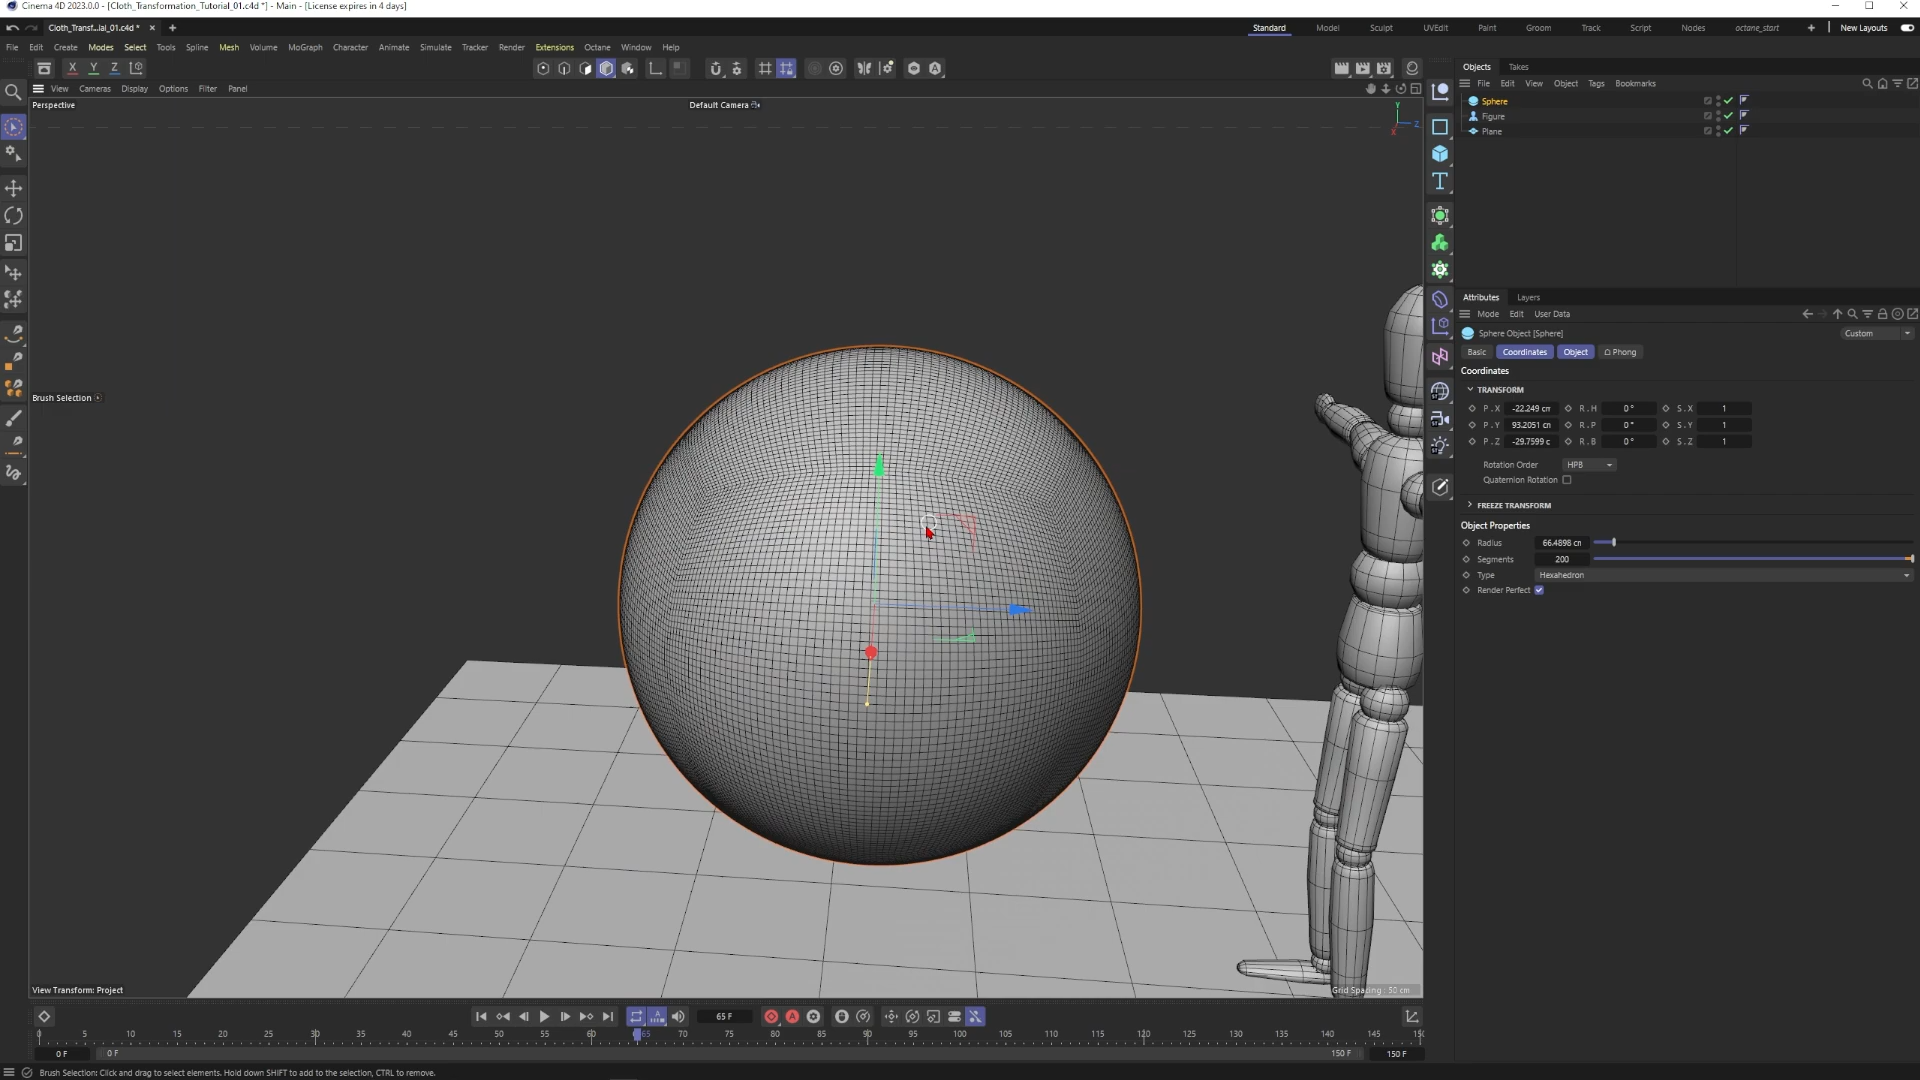 Cinema 4D 2023.0.0 - [Cloth_Transformation_Tutorial_01.c4d *] - Main - [License expires in 4 days]
Cloth_Transf...ial_01.c4d * × +
Standard Model Sculpt UVEdit Paint Groom Track Script Nodes octane_start + New Layouts
File Edit Create Modes Select Tools Spline Mesh Volume MoGraph Character Animate Simulate Tracker Render Extensions Octane Window Help
X Y Z
View Cameras Display Options Filter Panel
Perspective
Default Camera
Y
Z
X
Brush Selection
View Transform: Project
Grid Spacing : 50 cm
Objects Takes
File Edit View Object Tags Bookmarks
Sphere
Figure
Plane
Attributes Layers
Mode Edit User Data
Sphere Object [Sphere]
Custom
Basic Coordinates Object Phong
Coordinates
TRANSFORM
P . X -22.249 cm R . H 0° S . X 1
P . Y 93.2051 cm R . P 0° S . Y 1
P . Z -29.7599 c R . B 0° S . Z 1
Rotation Order HPB
Quaternion Rotation
FREEZE TRANSFORM
Object Properties
Radius 66.4898 cm
Segments 200
Type Hexahedron
Render Perfect
65 F
5 10 15 20 25 30 35 40 45 50 55 60 65 70 75 80 85 90 95 100 105 110 115 120 125 130 135 140 145 15
0 F 0 F 150 F 150 F
Brush Selection: Click and drag to select elements. Hold down SHIFT to add to the selection, CTRL to remove.